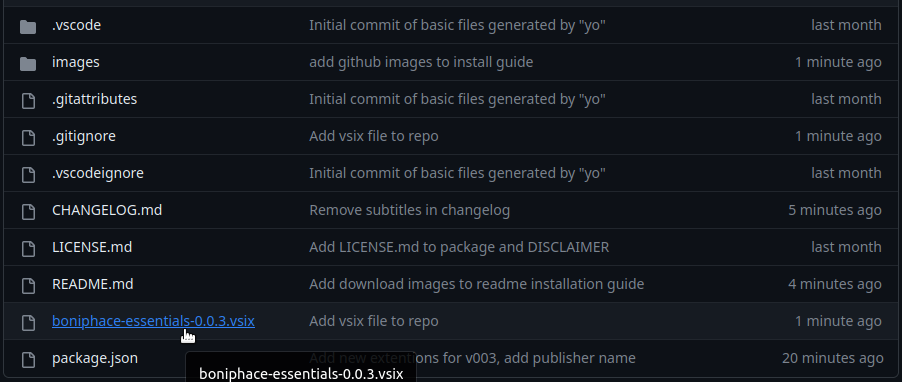 .vscode Initial commit of basic files generated by "yo" last month
images add github images to install guide 1 minute ago
.gitattributes Initial commit of basic files generated by "yo" last month
.gitignore Add vsix file to repo 1 minute ago
.vscodeignore Initial commit of basic files generated by "yo" last month
CHANGELOG.md Remove subtitles in changelog 5 minutes ago
LICENSE.md Add LICENSE.md to package and DISCLAIMER last month
README.md Add download images to readme installation guide 4 minutes ago
boniphace-essentials-0.0.3.vsix Add vsix file to repo 1 minute ago
package.json Add new extentions for v003, add publisher name 20 minutes ago
boniphace-essentials-0.0.3.vsix